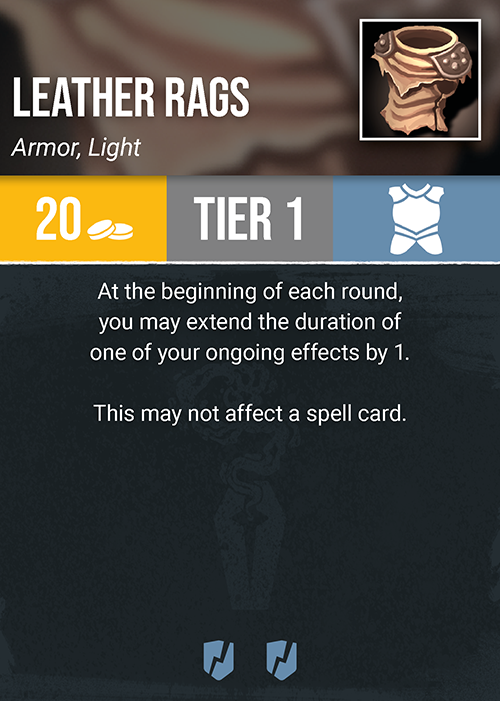 LEATHER RAGS
Armor, Light
20
TIER 1
At the beginning of each round,
you may extend the duration of
one of your ongoing effects by 1.
This may not affect a spell card.